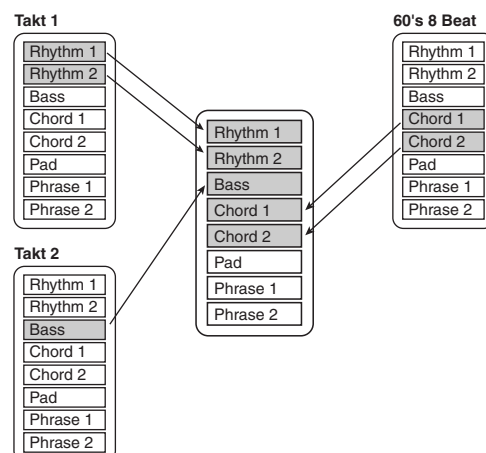 Takt 1
Rhythm 1
Rhythm 2
Bass
Chord 1
Chord 2
Pad
Phrase 1
Phrase 2
Takt 2
Rhythm 1
Rhythm 2
Bass
Chord 1
Chord 2
Pad
Phrase 1
Phrase 2
Rhythm 1
Rhythm 2
Bass
Chord 1
Chord 2
Pad
Phrase 1
Phrase 2
60's 8 Beat
Rhythm 1
Rhythm 2
Bass
Chord 1
Chord 2
Pad
Phrase 1
Phrase 2